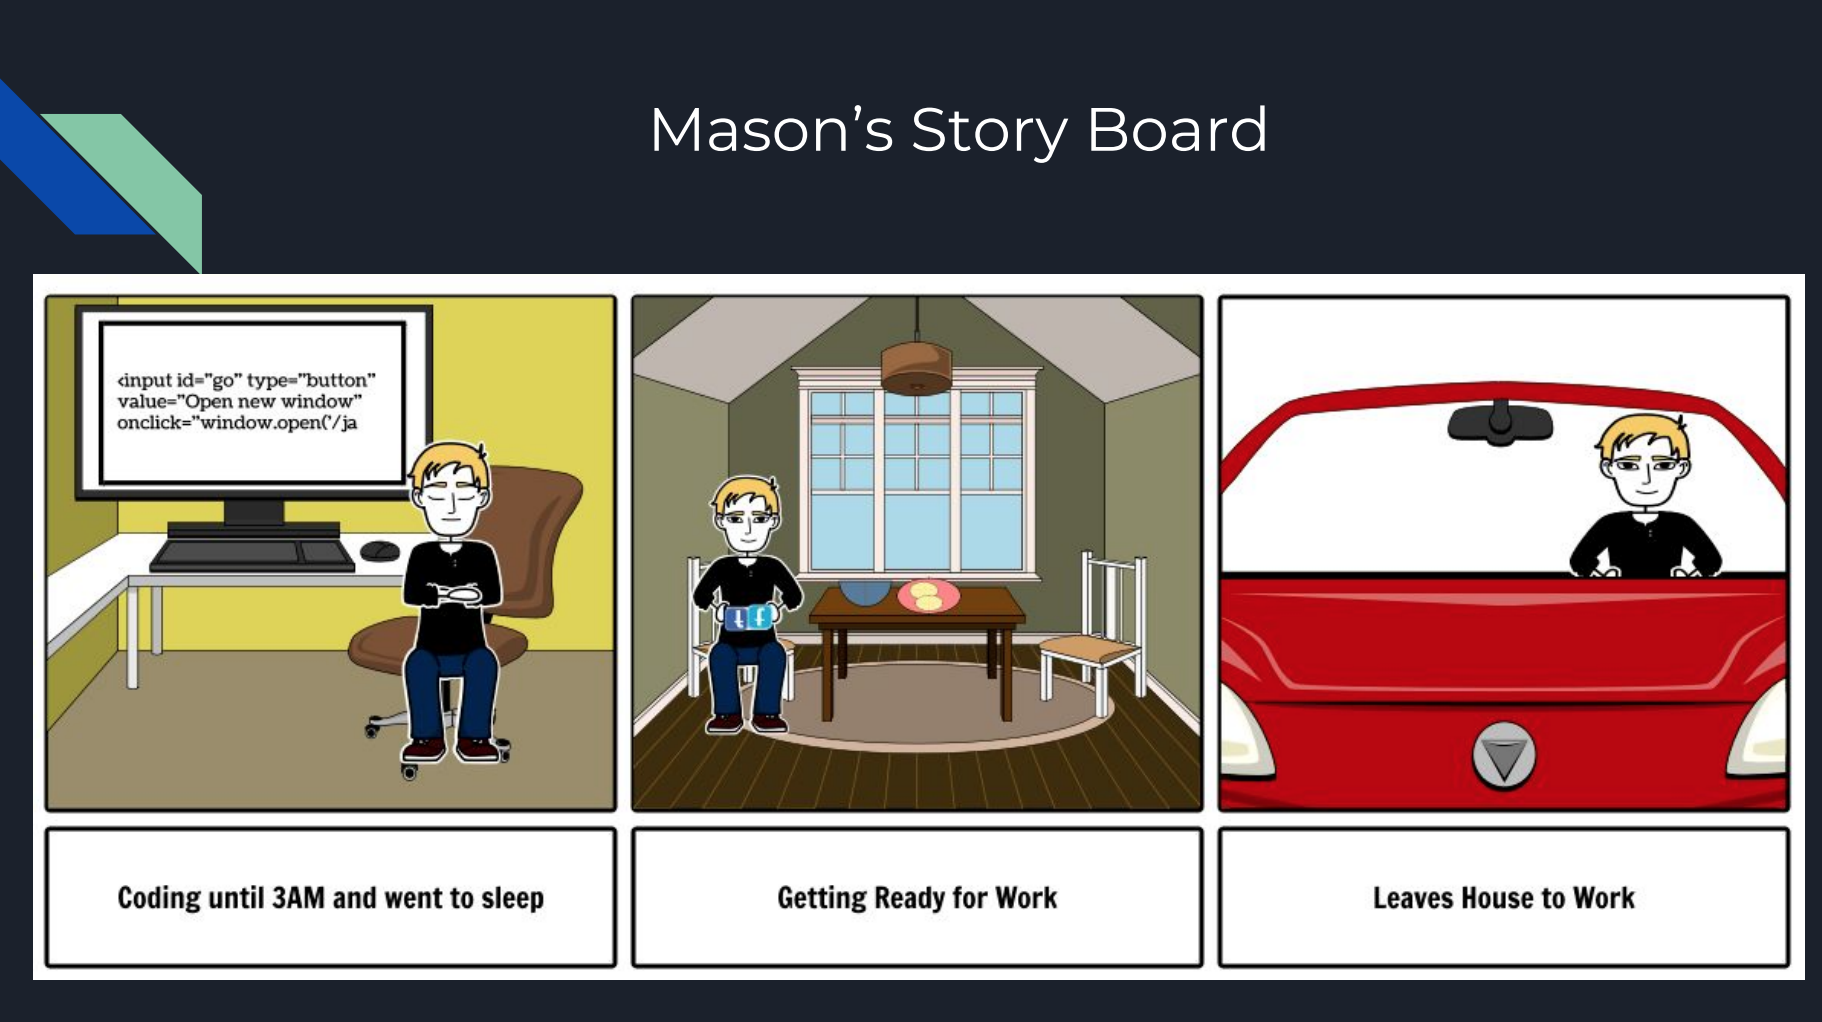 Mason’s Story Board
<input id=”go” type=”button”
value=”Open new window”
onclick=”window.open(‘/ja
t f
Coding until 3AM and went to sleep
Getting Ready for Work
Leaves House to Work